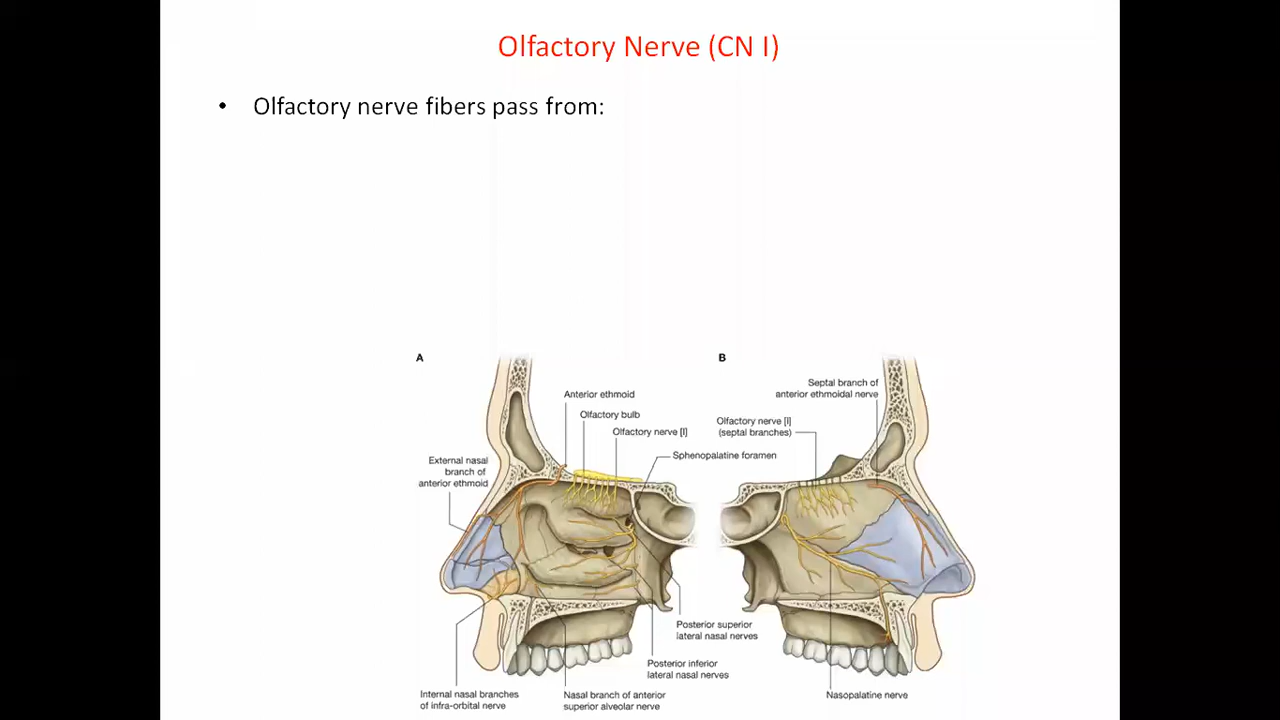 Olfactory Nerve (CN I)
• Olfactory nerve fibers pass from:
A
Anterior ethmoid
Olfactory bulb
Olfactory nerve [I]
Sphenopalatine foramen
External nasal
branch of
anterior ethmoid
Posterior superior
lateral nasal nerves
Posterior inferior
lateral nasal nerves
Internal nasal branches
of infra-orbital nerve
Nasal branch of anterior
superior alveolar nerve
B
Septal branch of
anterior ethmoidal nerve
Olfactory nerve [I]
(septal branches)
Nasopalatine nerve